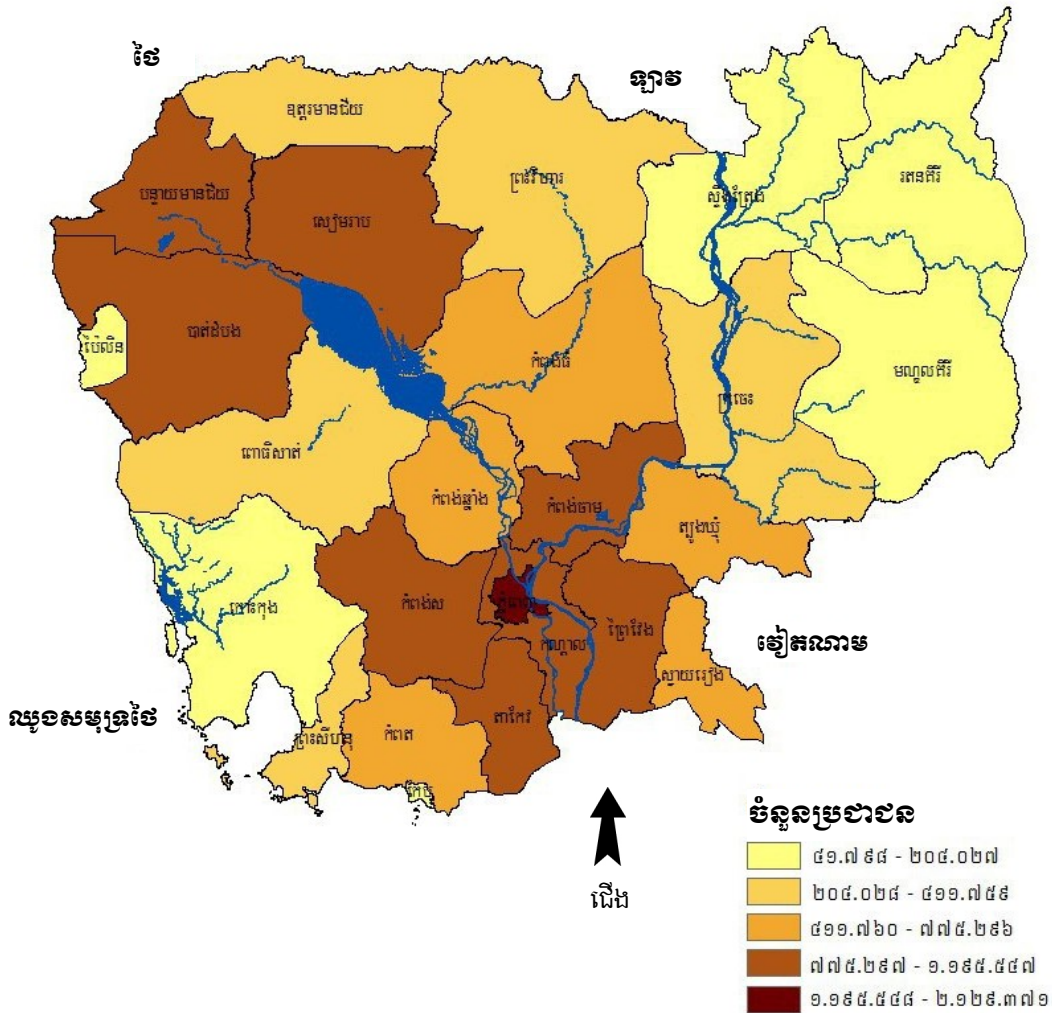 ថៃ
ឡាវ
ឧត្តរមានជ័យ
ព្រះវិហារ
រតនគីរី
បន្ទាយមានជ័យ
ស្ទឹងត្រែង
សៀមរាប
បាត់ដំបង
ប៉ៃលិន
កំពង់ធំ
មណ្ឌលគីរី
ក្រចេះ
ពោធិសាត់
កំពង់ឆ្នាំង
កំពង់ចាម
ត្បូងឃ្មុំ
កោះកុង
កំពង់ស
ភ្នំពេញ
ព្រៃវែង
កណ្តាល
វៀតណាម
ស្វាយរៀង
ឈូងសមុទ្រថៃ
តាកែវ
ព្រះសីហនុ
កំពត
កែប
ជើង
ចំនួនប្រជាជន
៤១.៧៩៨ - ២០៤.០២៧
២០៤.០២៨ - ៤១១.៧៥៩
៤១១.៧៦០ - ៧៧៥.២៩៦
៧៧៥.២៩៧ - ១.១៩៥.៥៤៧
១.១៩៥.៥៤៨ - ២.១២៩.៣៧១